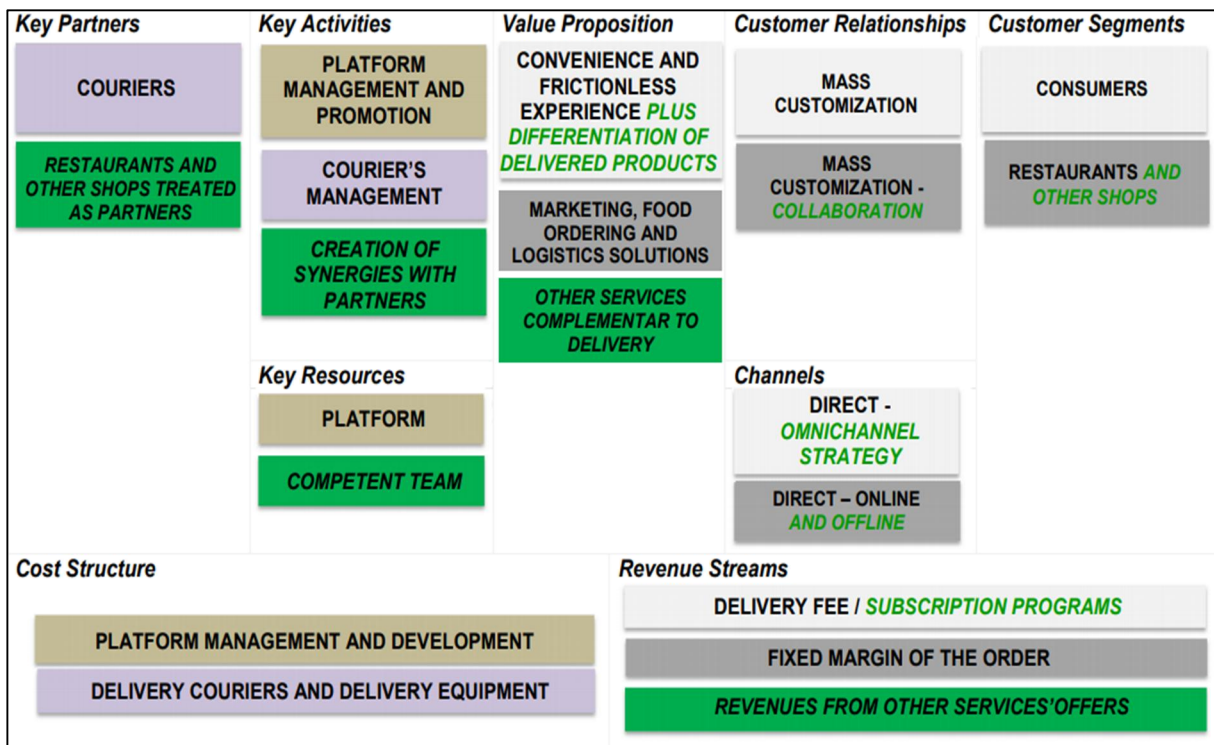 Key Partners
COURIERS
RESTAURANTS AND
OTHER SHOPS TREATED
AS PARTNERS
Key Activities
PLATFORM
MANAGEMENT AND
PROMOTION
COURIER'S
MANAGEMENT
CREATION OF
SYNERGIES WITH
PARTNERS
Key Resources
PLATFORM
COMPETENT TEAM
Value Proposition
CONVENIENCE AND
FRICTIONLESS
EXPERIENCE PLUS
DIFFERENTIATION OF
DELIVERED PRODUCTS
MARKETING, FOOD
ORDERING AND
LOGISTICS SOLUTIONS
OTHER SERVICES
COMPLEMENTAR TO
DELIVERY
Customer Relationships
MASS
CUSTOMIZATION
MASS
CUSTOMIZATION -
COLLABORATION
Channels
DIRECT -
OMNICHANNEL
STRATEGY
DIRECT – ONLINE
AND OFFLINE
Customer Segments
CONSUMERS
RESTAURANTS AND
OTHER SHOPS
Cost Structure
PLATFORM MANAGEMENT AND DEVELOPMENT
DELIVERY COURIERS AND DELIVERY EQUIPMENT
Revenue Streams
DELIVERY FEE / SUBSCRIPTION PROGRAMS
FIXED MARGIN OF THE ORDER
REVENUES FROM OTHER SERVICES'OFFERS